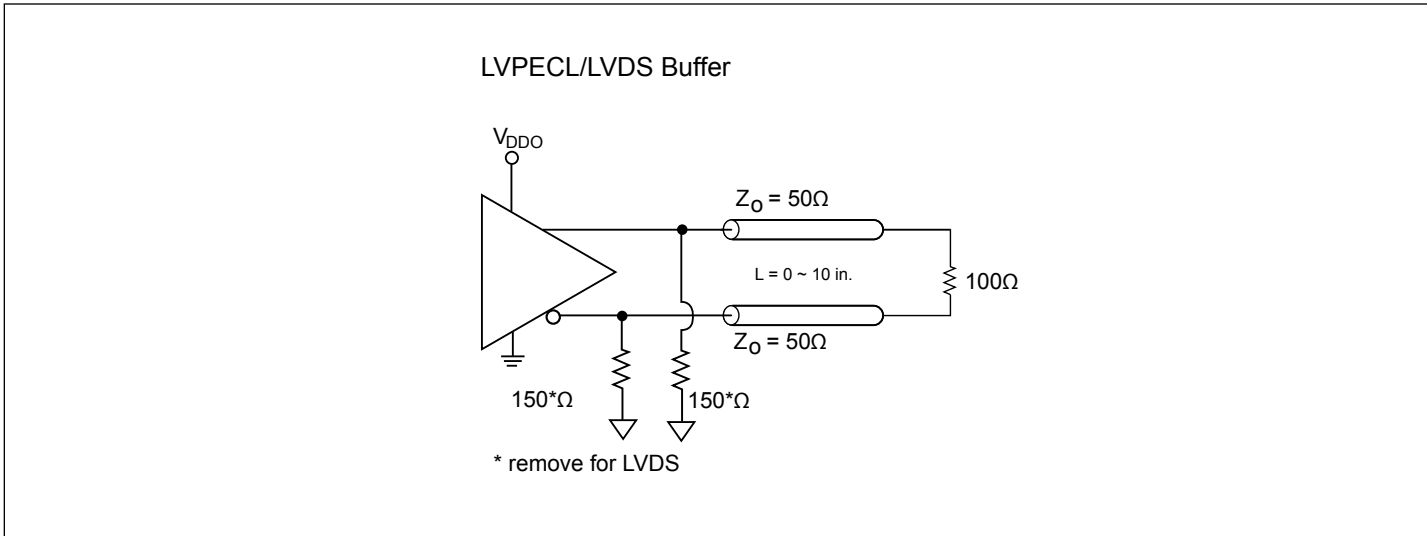 LVPECL/LVDS Buffer
VDDO
ZO = 50Ω
L = 0 ~ 10 in.
100Ω
ZO = 50Ω
150*Ω
150*Ω
* remove for LVDS